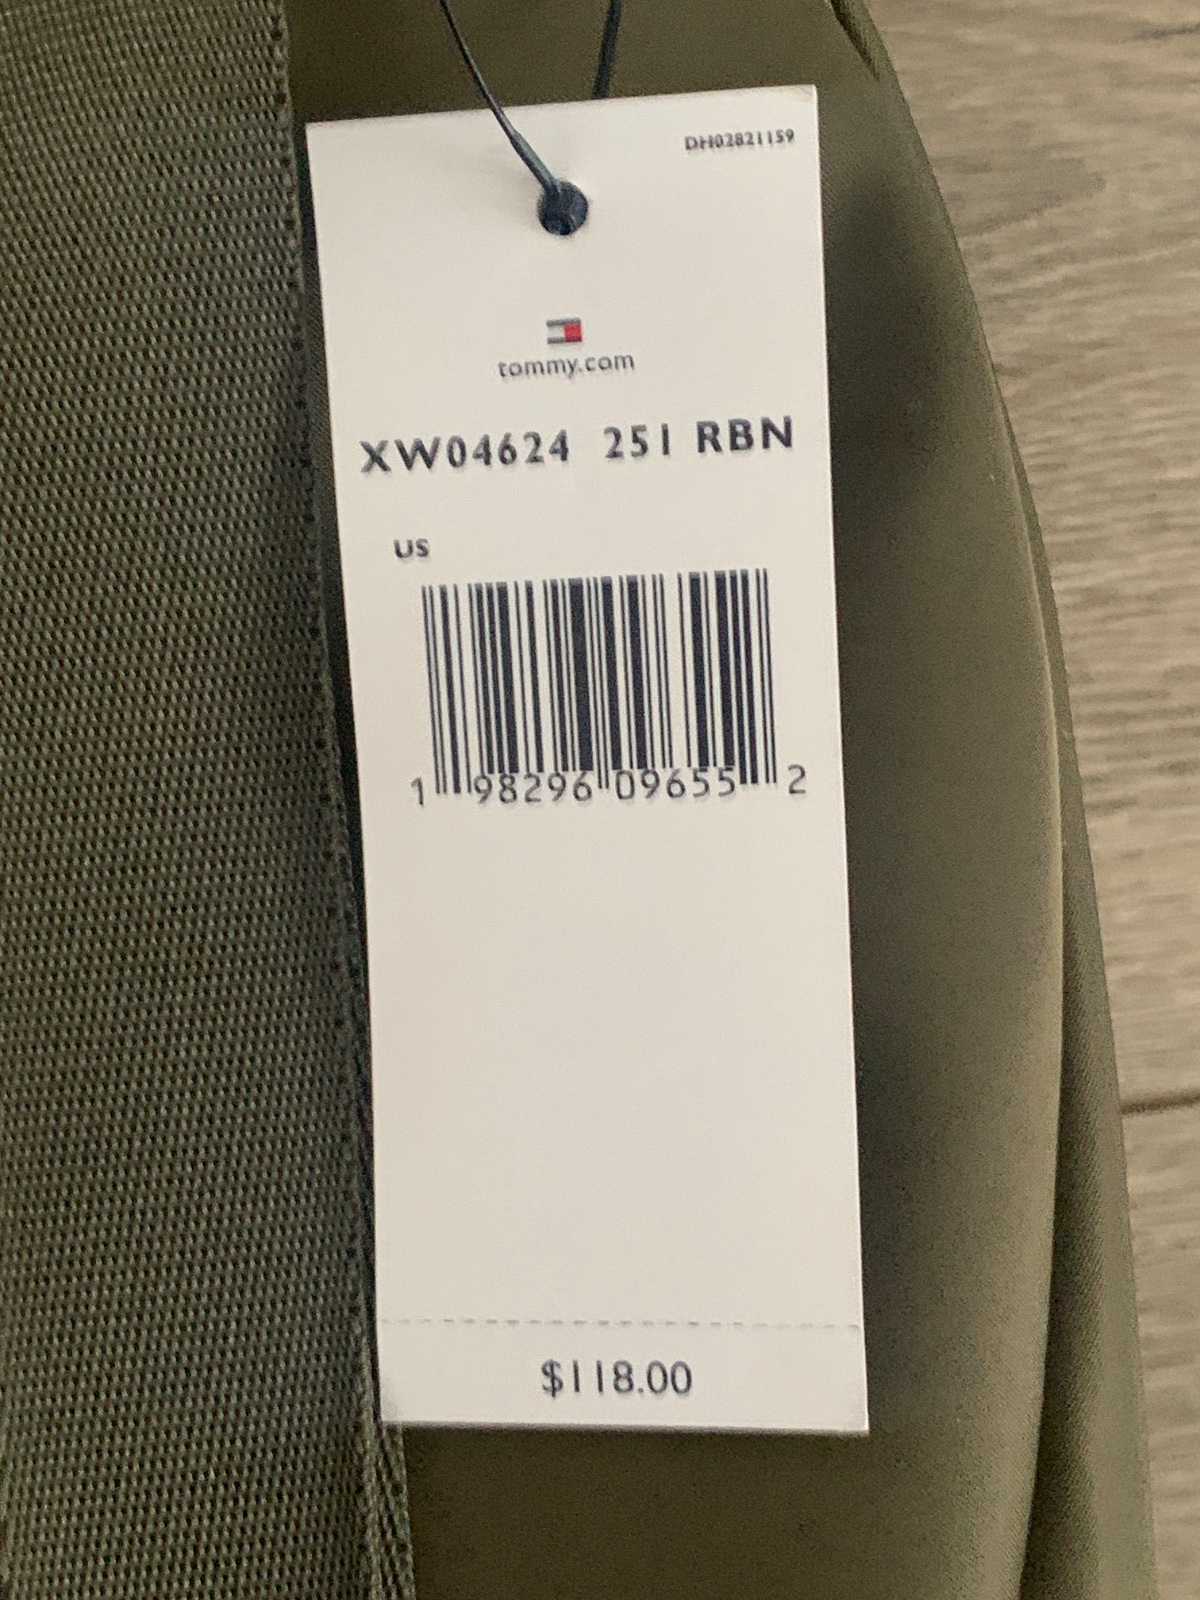 DH02821159
tommy.com
XW04624 251 RBN
US
1 98296 09655 2
$118.00